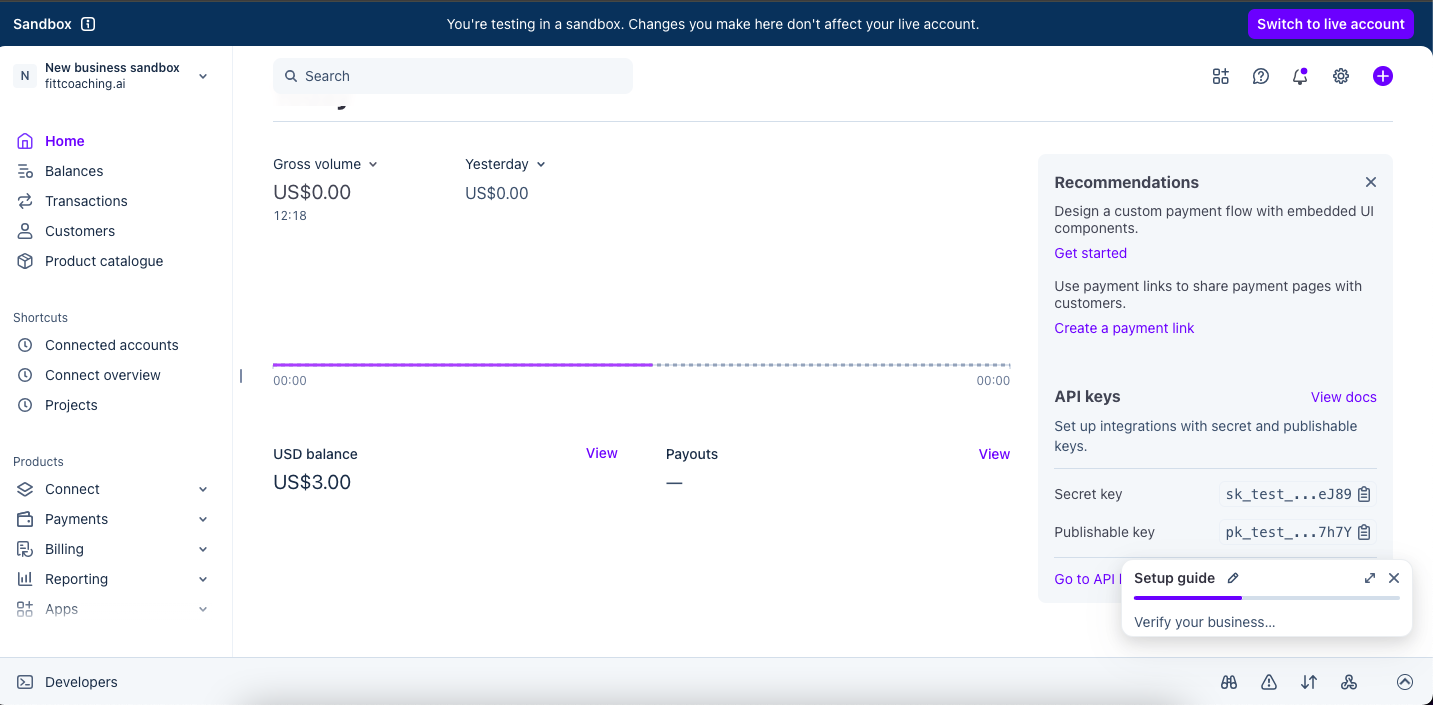 Sandbox
You're testing in a sandbox. Changes you make here don't affect your live account.
Switch to live account
N
New business sandbox
fittcoaching.ai
Search
Home
Balances
Transactions
Customers
Product catalogue
Shortcuts
Connected accounts
Connect overview
Projects
Products
Connect
Payments
Billing
Reporting
Apps
Developers
Gross volume
US$0.00
12:18
Yesterday
US$0.00
00:00
00:00
USD balance
View
US$3.00
Payouts
View
—
Recommendations
Design a custom payment flow with embedded UI
components.
Get started
Use payment links to share payment pages with
customers.
Create a payment link
API keys
View docs
Set up integrations with secret and publishable
keys.
Secret key
sk_test_...eJ89
Publishable key
pk_test_...7h7Y
Go to API
Setup guide
Verify your business...